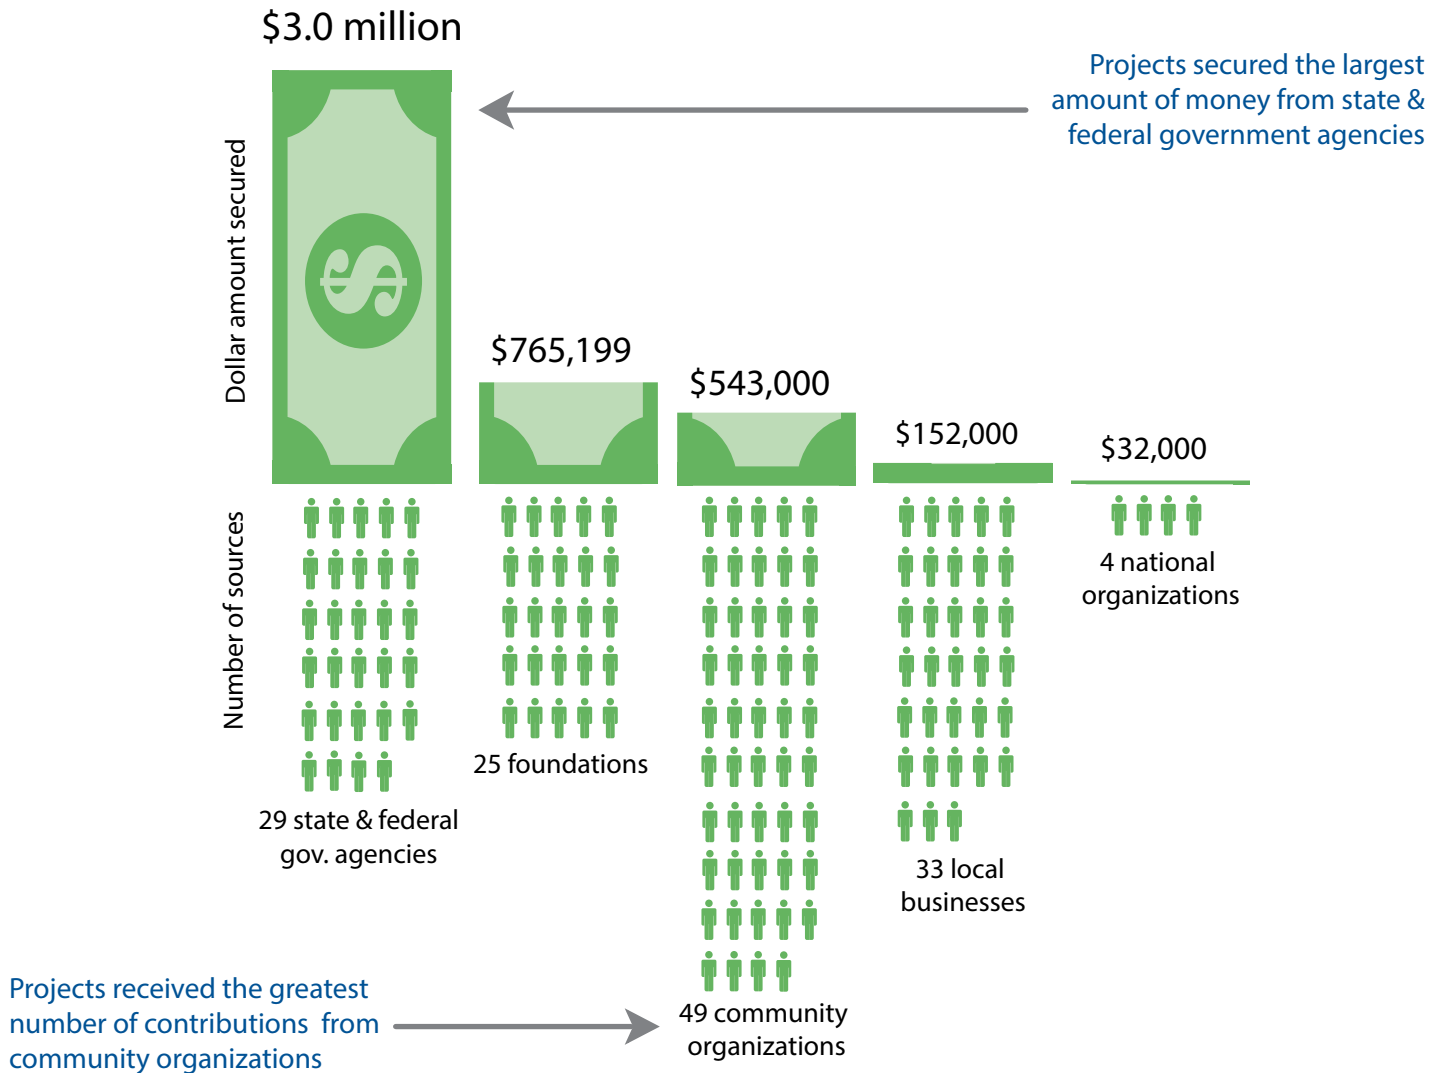 $3.0 million
Projects secured the largest
amount of money from state &
federal government agencies
Dollar amount secured
$765,199
$543,000
$152,000
$32,000
Number of sources
4 national
organizations
25 foundations
29 state & federal
gov. agencies
33 local
businesses
Projects received the greatest
number of contributions from
community organizations
49 community
organizations